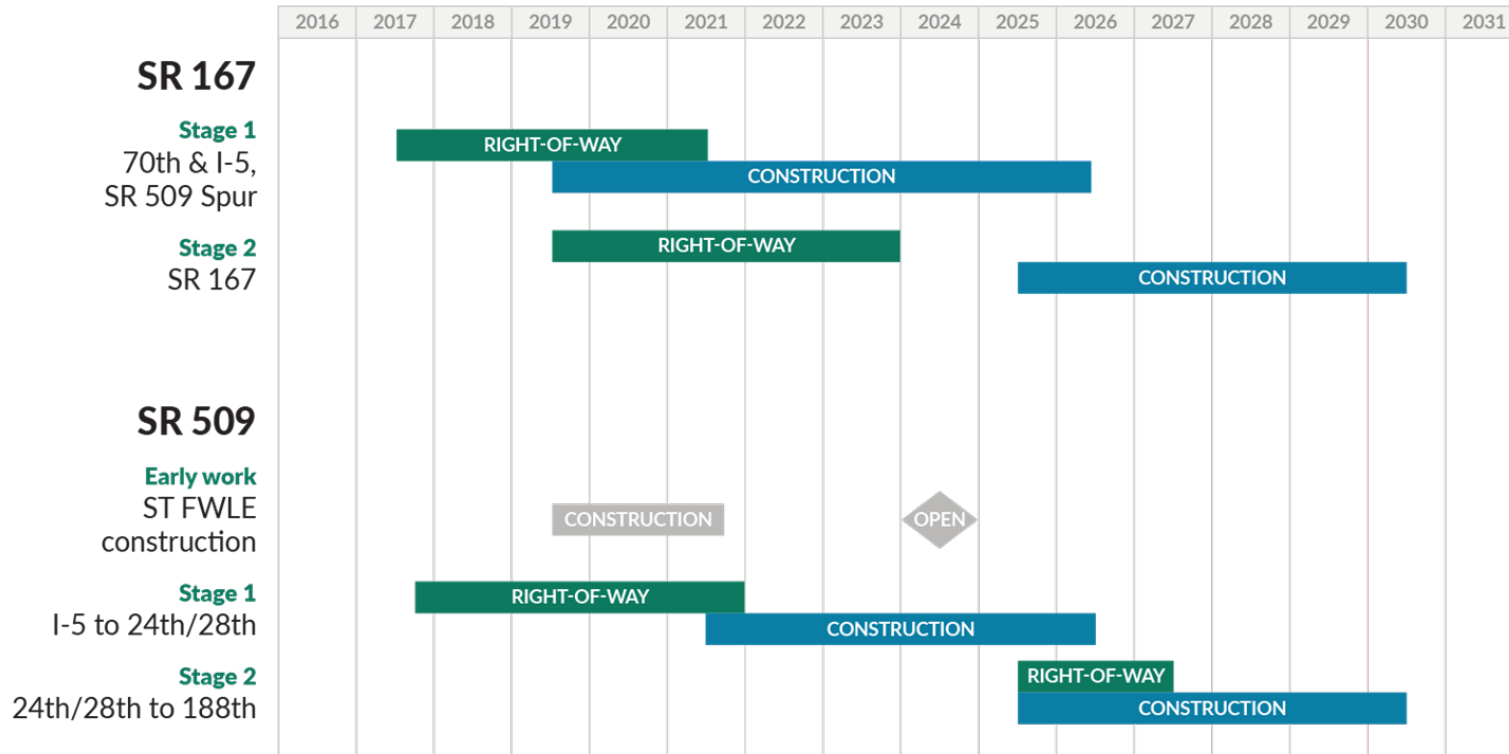 2016 2017 2018 2019 2020 2021 2022 2023 2024 2025 2026 2027 2028 2029 2030 2031
SR 167
Stage 1
70th & I-5,
SR 509 Spur
RIGHT-OF-WAY
CONSTRUCTION
Stage 2
SR 167
RIGHT-OF-WAY
CONSTRUCTION
SR 509
Early work
ST FWLE
construction
CONSTRUCTION
OPEN
Stage 1
I-5 to 24th/28th
RIGHT-OF-WAY
CONSTRUCTION
Stage 2
24th/28th to 188th
RIGHT-OF-WAY
CONSTRUCTION